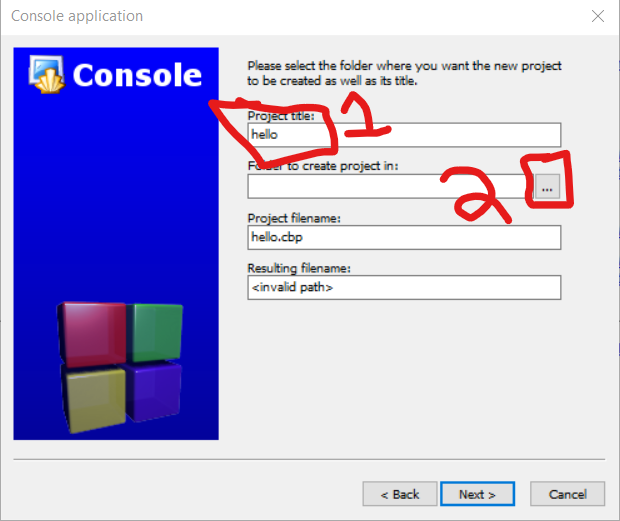 Console application
Console
Please select the folder where you want the new project
to be created as well as its title.
Project title:
1
hello
Folder to create project in:
2
...
Project filename:
hello.cbp
Resulting filename:
<invalid path>
< Back
Next >
Cancel